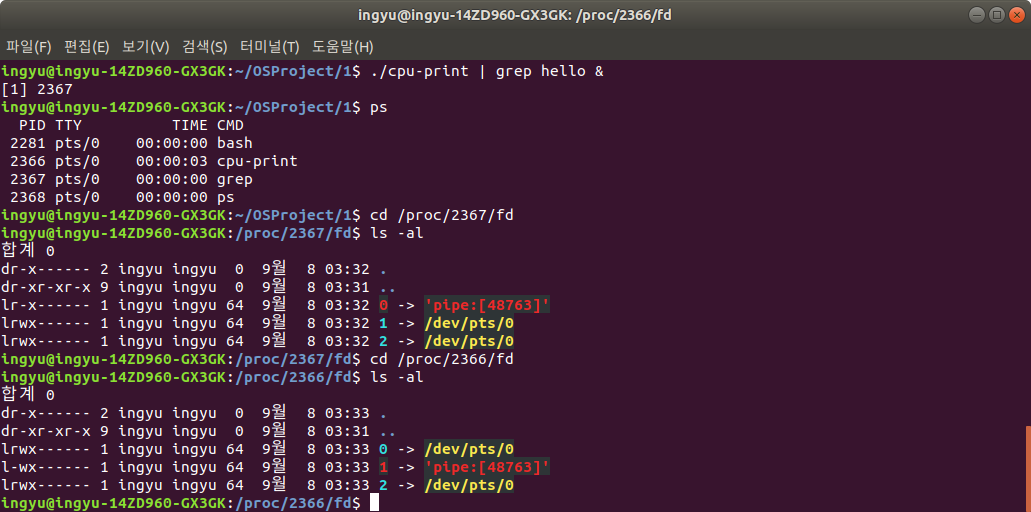 ingyu@ingyu-14ZD960-GX3GK: /proc/2366/fd
파일(F) 편집(E) 보기(V) 검색(S) 터미널(T) 도움말(H)
ingyu@ingyu-14ZD960-GX3GK:~/OSProject/1$ ./cpu-print | grep hello &
[1] 2367
ingyu@ingyu-14ZD960-GX3GK:~/OSProject/1$ ps
  PID TTY          TIME CMD
 2281 pts/0    00:00:00 bash
 2366 pts/0    00:00:03 cpu-print
 2367 pts/0    00:00:00 grep
 2368 pts/0    00:00:00 ps
ingyu@ingyu-14ZD960-GX3GK:~/OSProject/1$ cd /proc/2367/fd
ingyu@ingyu-14ZD960-GX3GK:/proc/2367/fd$ ls -al
합계 0
dr-x------ 2 ingyu ingyu  0  9월   8 03:32 .
dr-xr-xr-x 9 ingyu ingyu  0  9월   8 03:31 ..
lr-x------ 1 ingyu ingyu 64  9월   8 03:32 0 -> 'pipe:[48763]'
lrwx------ 1 ingyu ingyu 64  9월   8 03:32 1 -> /dev/pts/0
lrwx------ 1 ingyu ingyu 64  9월   8 03:32 2 -> /dev/pts/0
ingyu@ingyu-14ZD960-GX3GK:/proc/2367/fd$ cd /proc/2366/fd
ingyu@ingyu-14ZD960-GX3GK:/proc/2366/fd$ ls -al
합계 0
dr-x------ 2 ingyu ingyu  0  9월   8 03:33 .
dr-xr-xr-x 9 ingyu ingyu  0  9월   8 03:31 ..
lrwx------ 1 ingyu ingyu 64  9월   8 03:33 0 -> /dev/pts/0
l-wx------ 1 ingyu ingyu 64  9월   8 03:33 1 -> 'pipe:[48763]'
lrwx------ 1 ingyu ingyu 64  9월   8 03:33 2 -> /dev/pts/0
ingyu@ingyu-14ZD960-GX3GK:/proc/2366/fd$